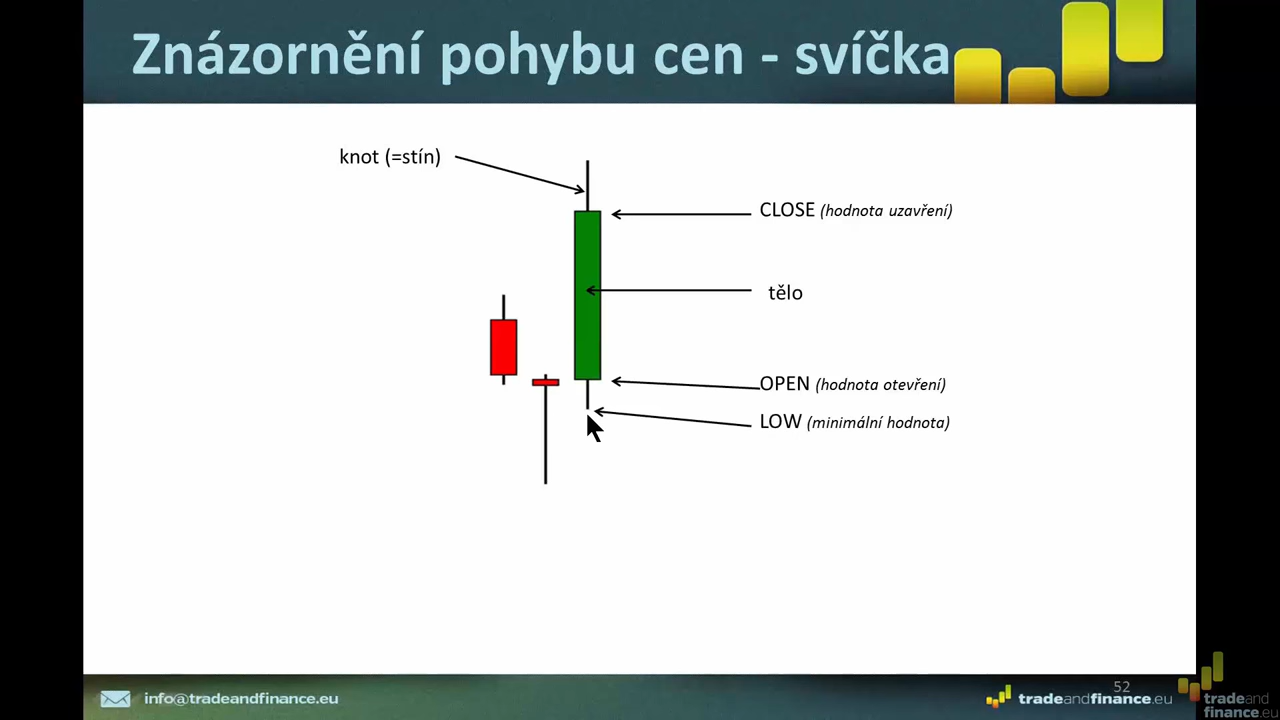 Znázornění pohybu cen - svíčka
knot (=stín)
CLOSE (hodnota uzavření)
tělo
OPEN (hodnota otevření)
LOW (minimální hodnota)
info@tradeandfinance.eu
52
tradeandfinance.eu
tradeand
finance.eu